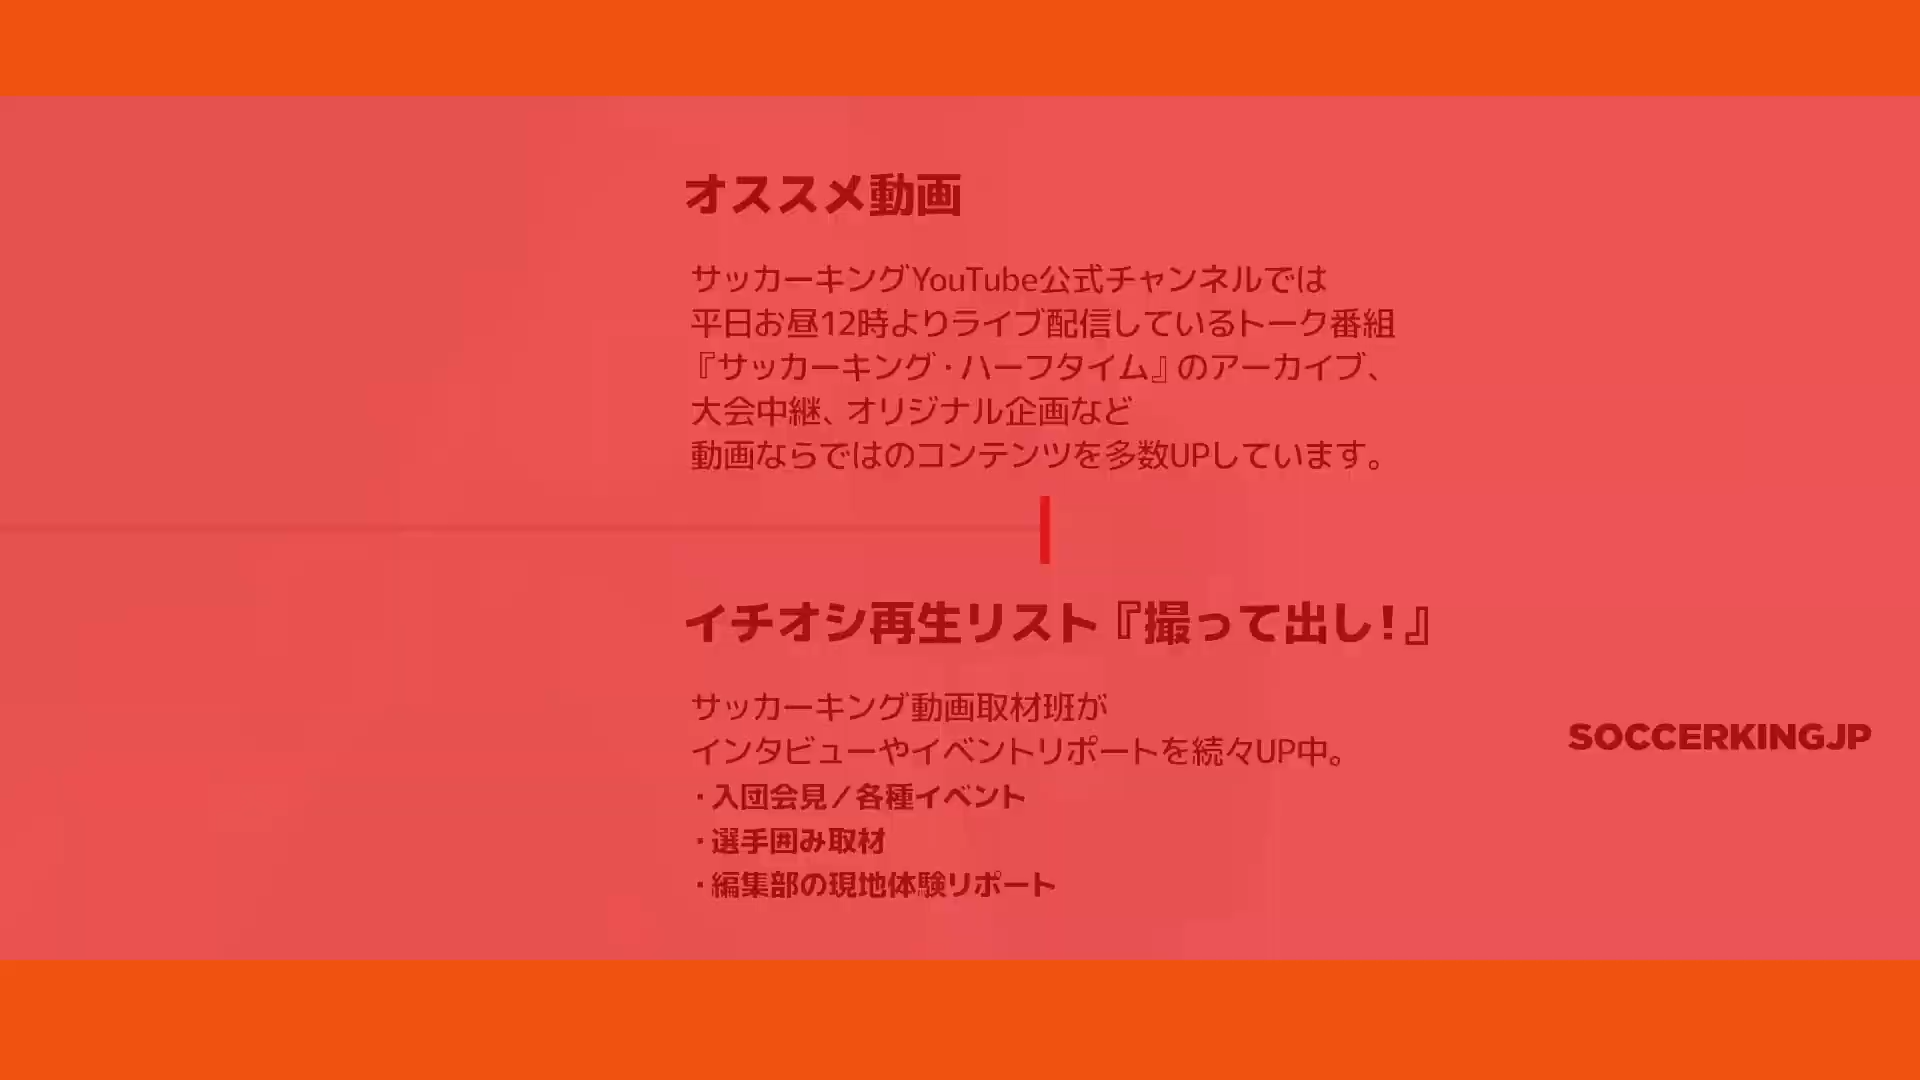 オススメ動画
サッカーキングYouTube公式チャンネルでは
平日お昼12時よりライブ配信しているトーク番組
『サッカーキング・ハーフタイム』のアーカイブ、
大会中継、オリジナル企画など
動画ならではのコンテンツを多数UPしています。
イチオシ再生リスト『撮って出し!』
サッカーキング動画取材班が
インタビューやイベントリポートを続々UP中。
・入団会見／各種イベント
・選手囲み取材
・編集部の現地体験リポート
SOCCERKINGJP